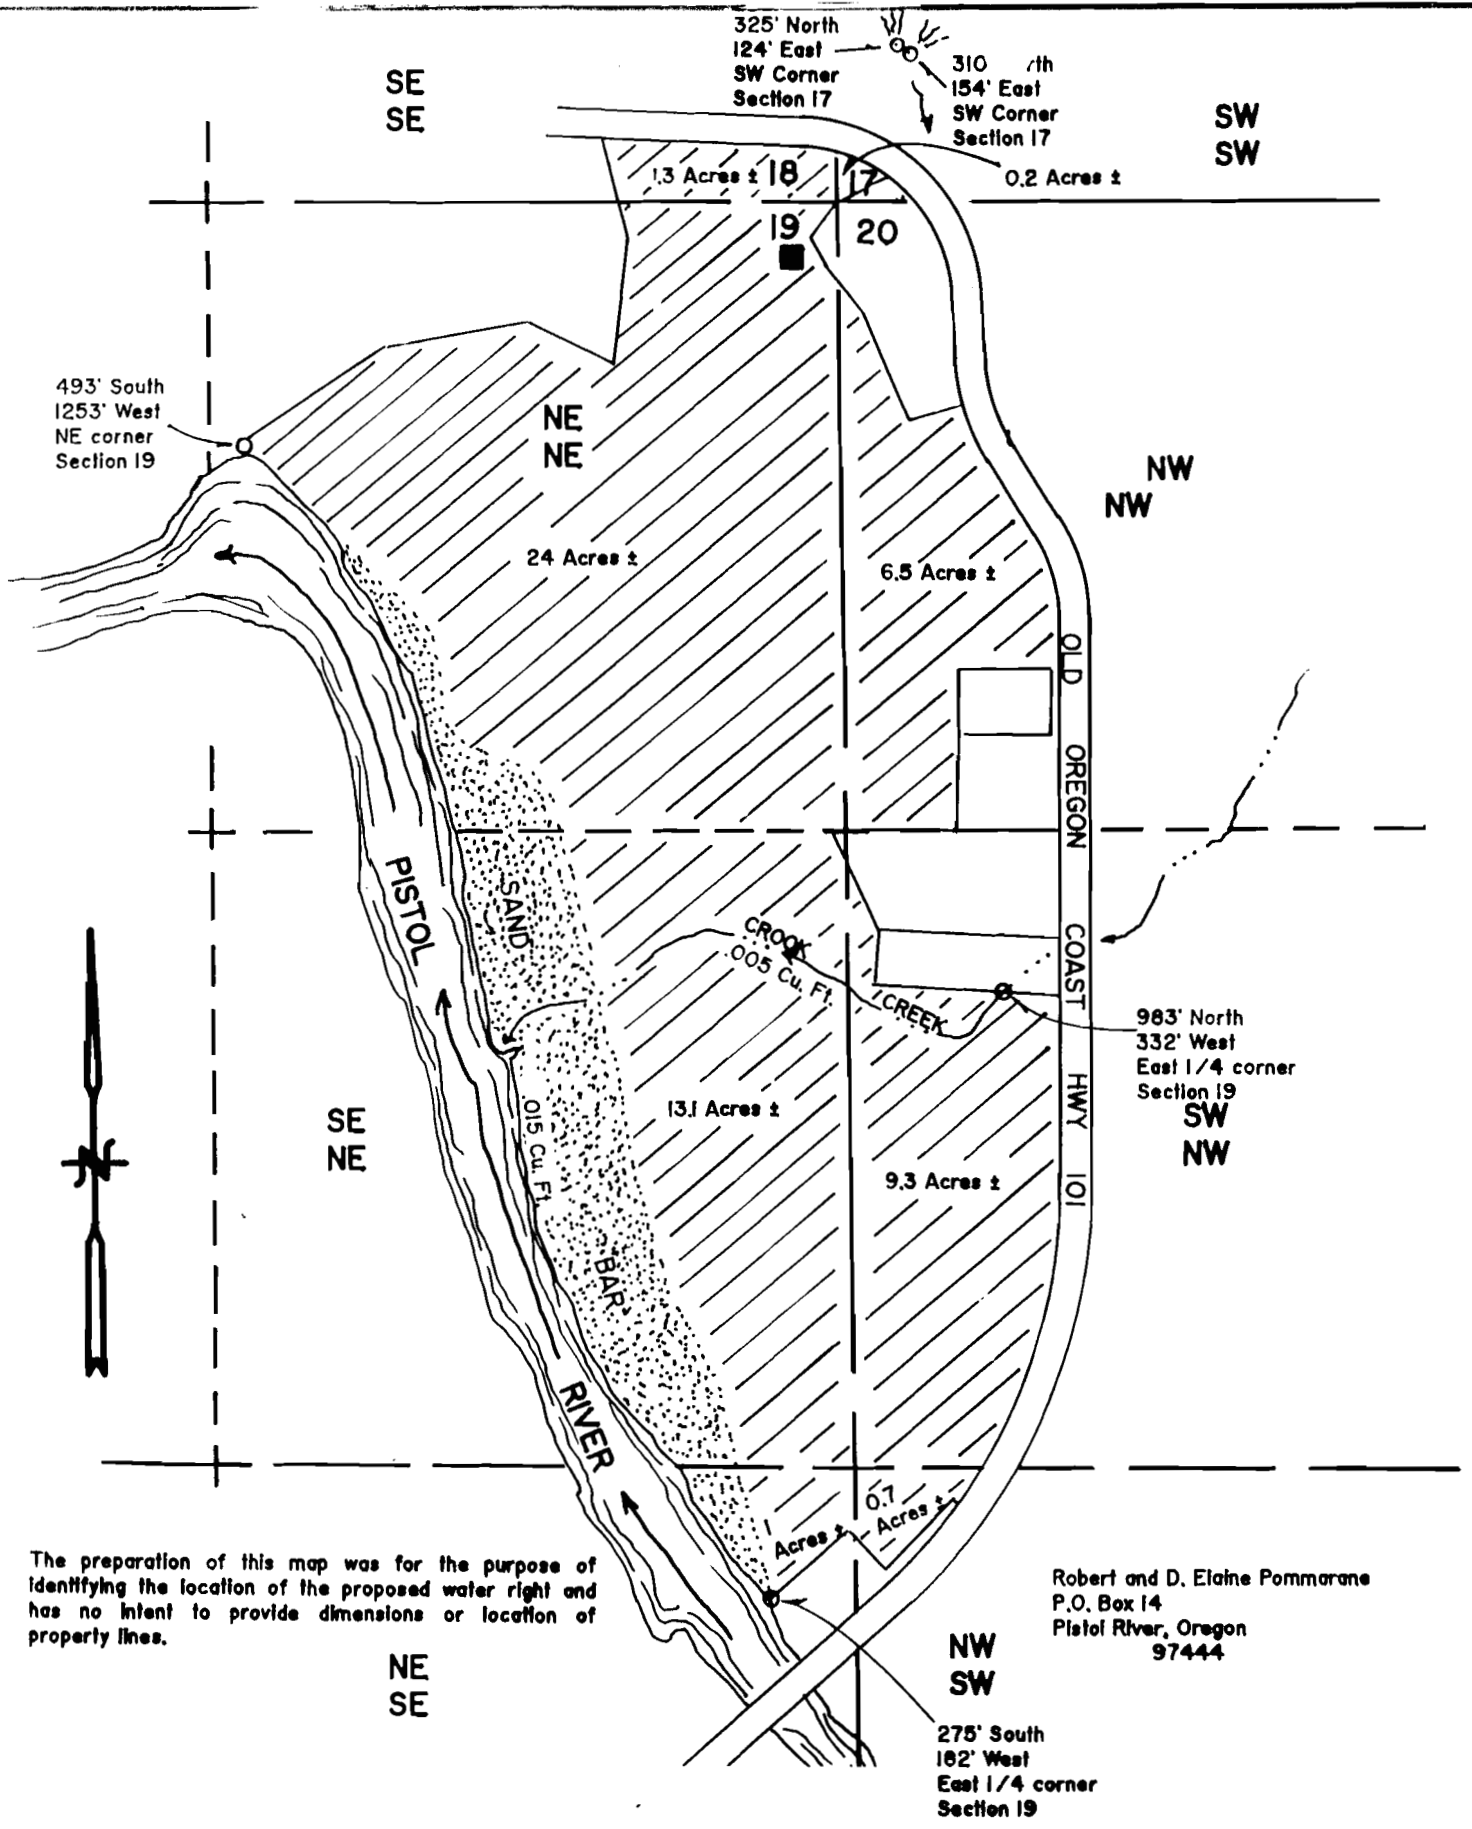 325' North
124' East
SW Corner
Section 17
310
154' East
SW Corner
Section 17
SE
SE
SW
SW
1.3 Acres ±
18
17
0.2 Acres ±
19
20
493' South
1253' West
NE corner
Section 19
NE
NE
NW
NW
24 Acres ±
6.5 Acres ±
OLD OREGON COAST HWY 101
PISTOL
SAND
CROOK
.005 Cu. Ft.
CREEK
983' North
332' West
East 1/4 corner
Section 19
SW
NW
SE
NE
.015 Cu. Ft.
13.1 Acres ±
9.3 Acres ±
N
BAR
RIVER
0.7
Acres ±
Acres ±
The preparation of this map was for the purpose of
identifying the location of the proposed water right and
has no intent to provide dimensions or location of
property lines.
Robert and D. Elaine Pommarane
P.O. Box 14
Pistol River, Oregon
97444
NE
SE
NW
SW
275' South
182' West
East 1/4 corner
Section 19